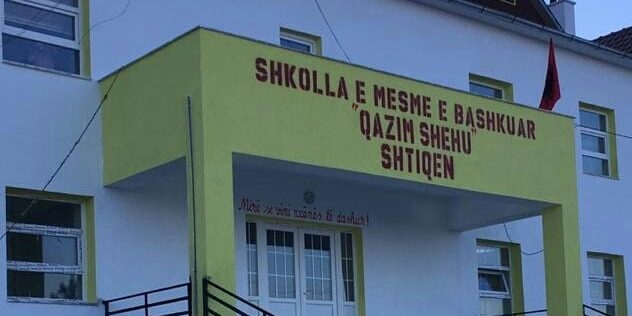 SHKOLLA E MESME E BASHKUAR
"QAZIM SHEHU"
SHTIQEN
Mirë se vini nxënës të dashur!